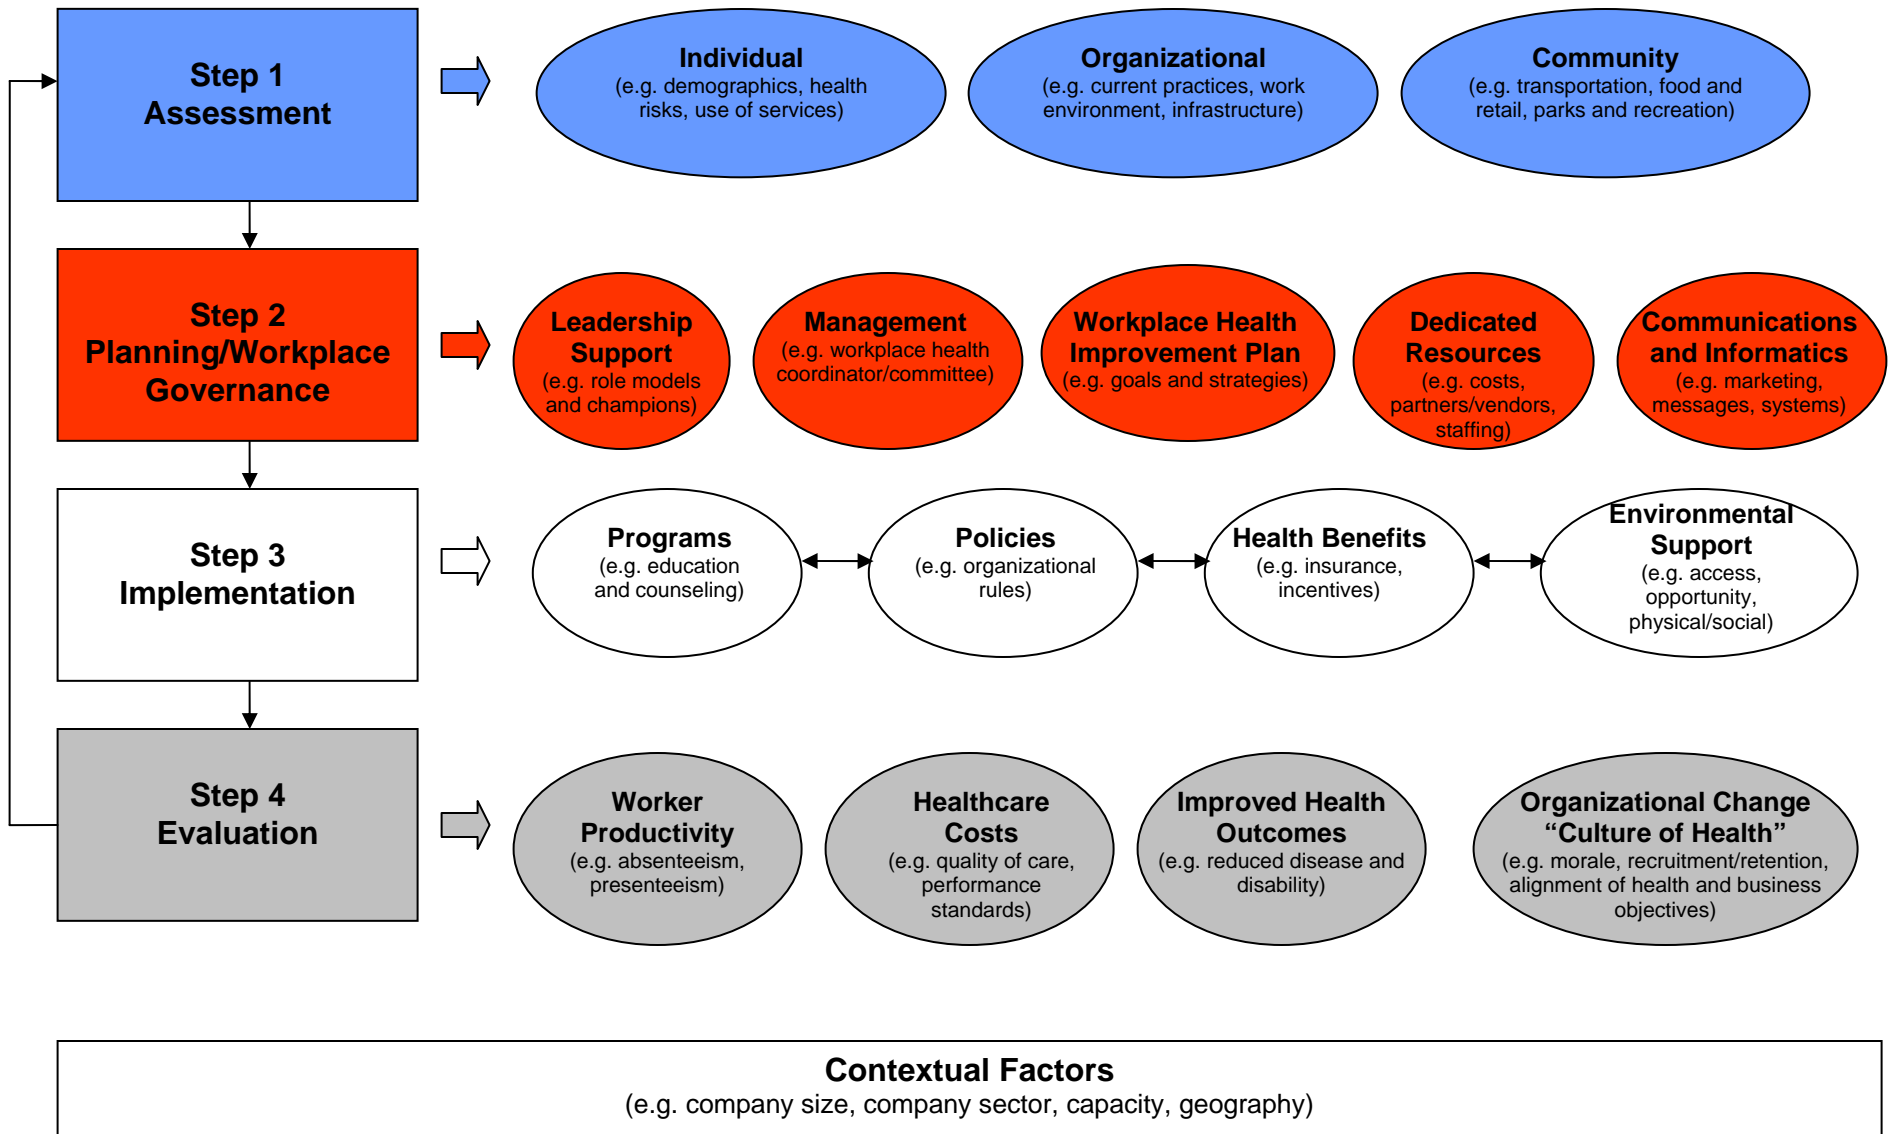 Step 1
Assessment
Individual
(e.g. demographics, health
risks, use of services)
Organizational
(e.g. current practices, work
environment, infrastructure)
Community
(e.g. transportation, food and
retail, parks and recreation)
Step 2
Planning/Workplace
Governance
Leadership
Support
(e.g. role models
and champions)
Management
(e.g. workplace health
coordinator/committee)
Workplace Health
Improvement Plan
(e.g. goals and strategies)
Dedicated
Resources
(e.g. costs,
partners/vendors,
staffing)
Communications
and Informatics
(e.g. marketing,
messages, systems)
Step 3
Implementation
Programs
(e.g. education
and counseling)
Policies
(e.g. organizational
rules)
Health Benefits
(e.g. insurance,
incentives)
Environmental
Support
(e.g. access,
opportunity,
physical/social)
Step 4
Evaluation
Worker
Productivity
(e.g. absenteeism,
presenteeism)
Healthcare
Costs
(e.g. quality of care,
performance
standards)
Improved Health
Outcomes
(e.g. reduced disease and
disability)
Organizational Change
“Culture of Health”
(e.g. morale, recruitment/retention,
alignment of health and business
objectives)
Contextual Factors
(e.g. company size, company sector, capacity, geography)